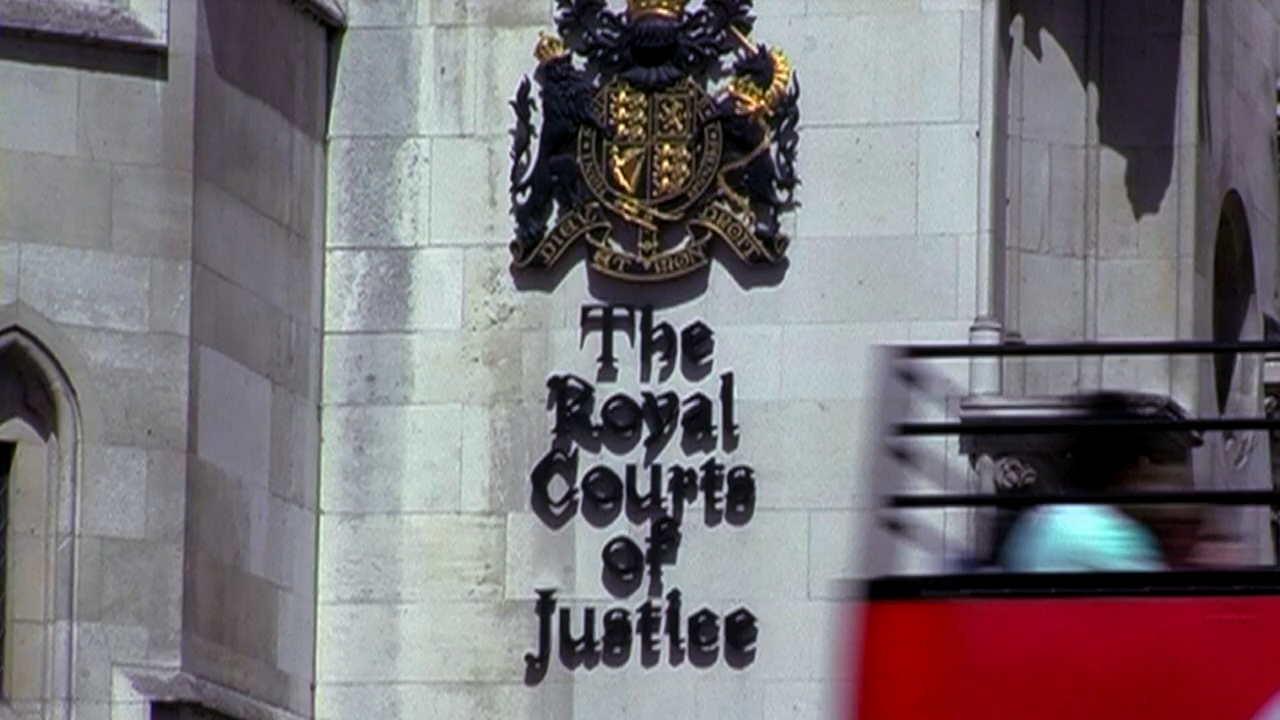 DIEU ET MON DROIT
The
Royal
Courts
of
Justice